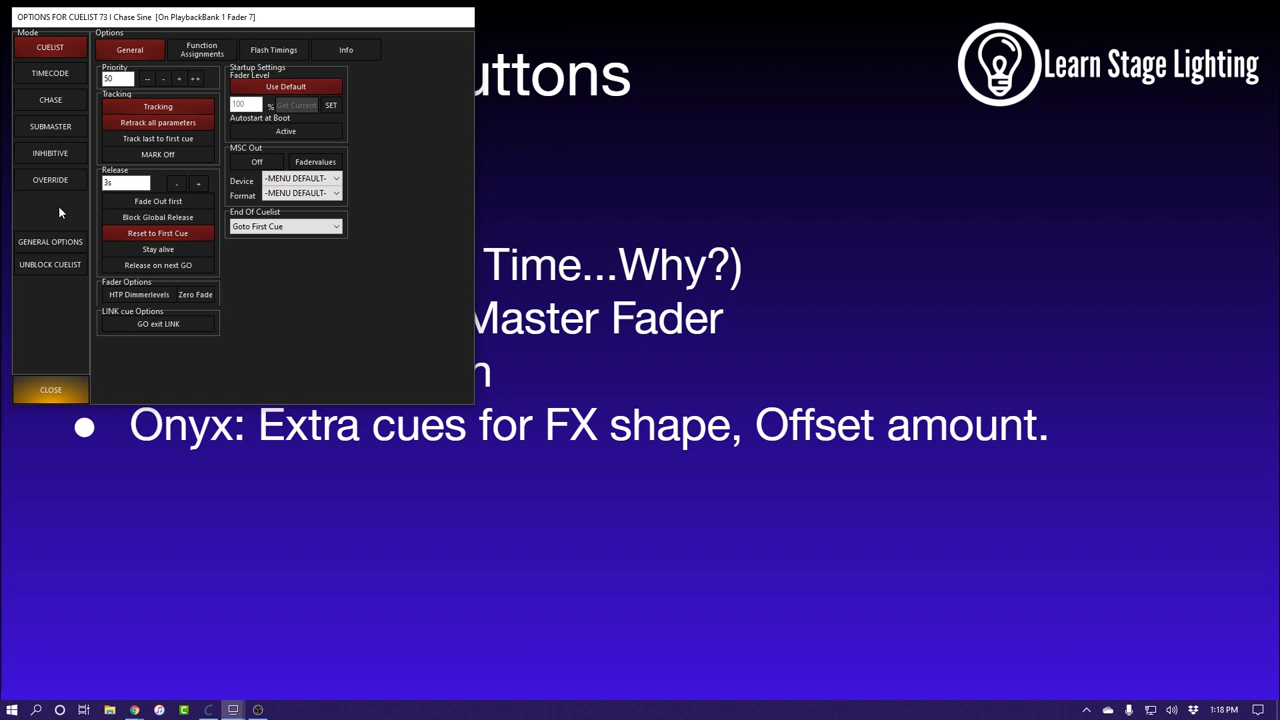 OPTIONS FOR CUELIST 73 I Chase Sine [On PlaybackBank 1 Fader 7]
Mode
CUELIST
TIMECODE
CHASE
SUBMASTER
INHIBITIVE
OVERRIDE
GENERAL OPTIONS
UNBLOCK CUELIST
CLOSE
Options
General
Function Assignments
Flash Timings
Info
Priority
50
-- - + ++
Tracking
Tracking
Retrack all parameters
Track last to first cue
MARK Off
Release
3s - +
Fade Out first
Block Global Release
Reset to First Cue
Stay alive
Release on next GO
Fader Options
HTP Dimmerlevels Zero Fade
LINK cue Options
GO exit LINK
Startup Settings
Fader Level
Use Default
100 % Get Current SET
Autostart at Boot
Active
MSC Out
Off Fadervalues
Device -MENU DEFAULT-
Format -MENU DEFAULT-
End Of Cuelist
Goto First Cue
uttons
Learn Stage Lighting
Time...Why?)
Master Fader
n
● Onyx: Extra cues for FX shape, Offset amount.
1:18 PM